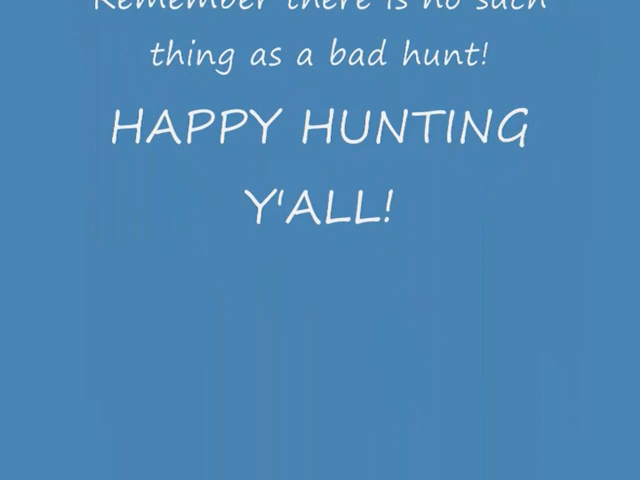 Remember there is no such
thing as a bad hunt!
HAPPY HUNTING
Y'ALL!